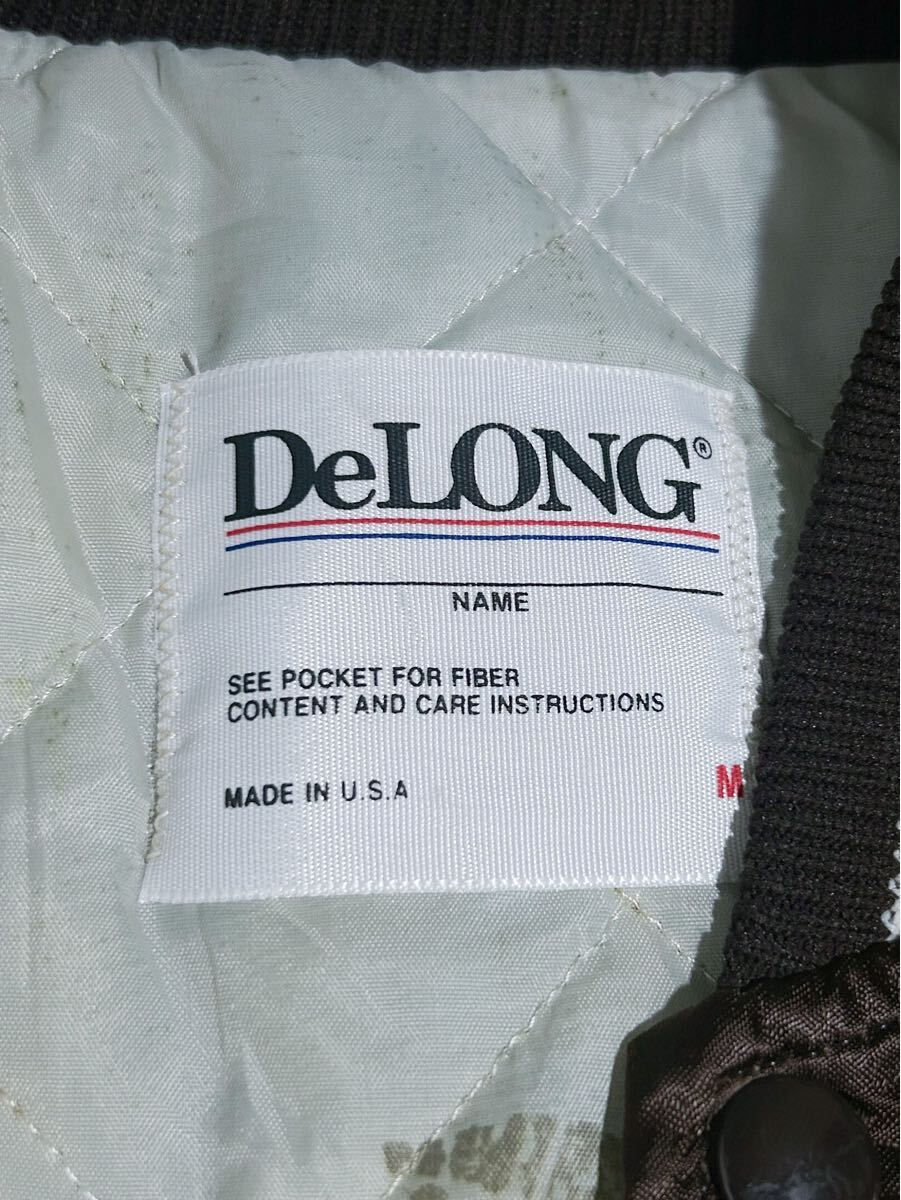 DeLONG®
NAME
SEE POCKET FOR FIBER
CONTENT AND CARE INSTRUCTIONS
MADE IN U.S.A
M